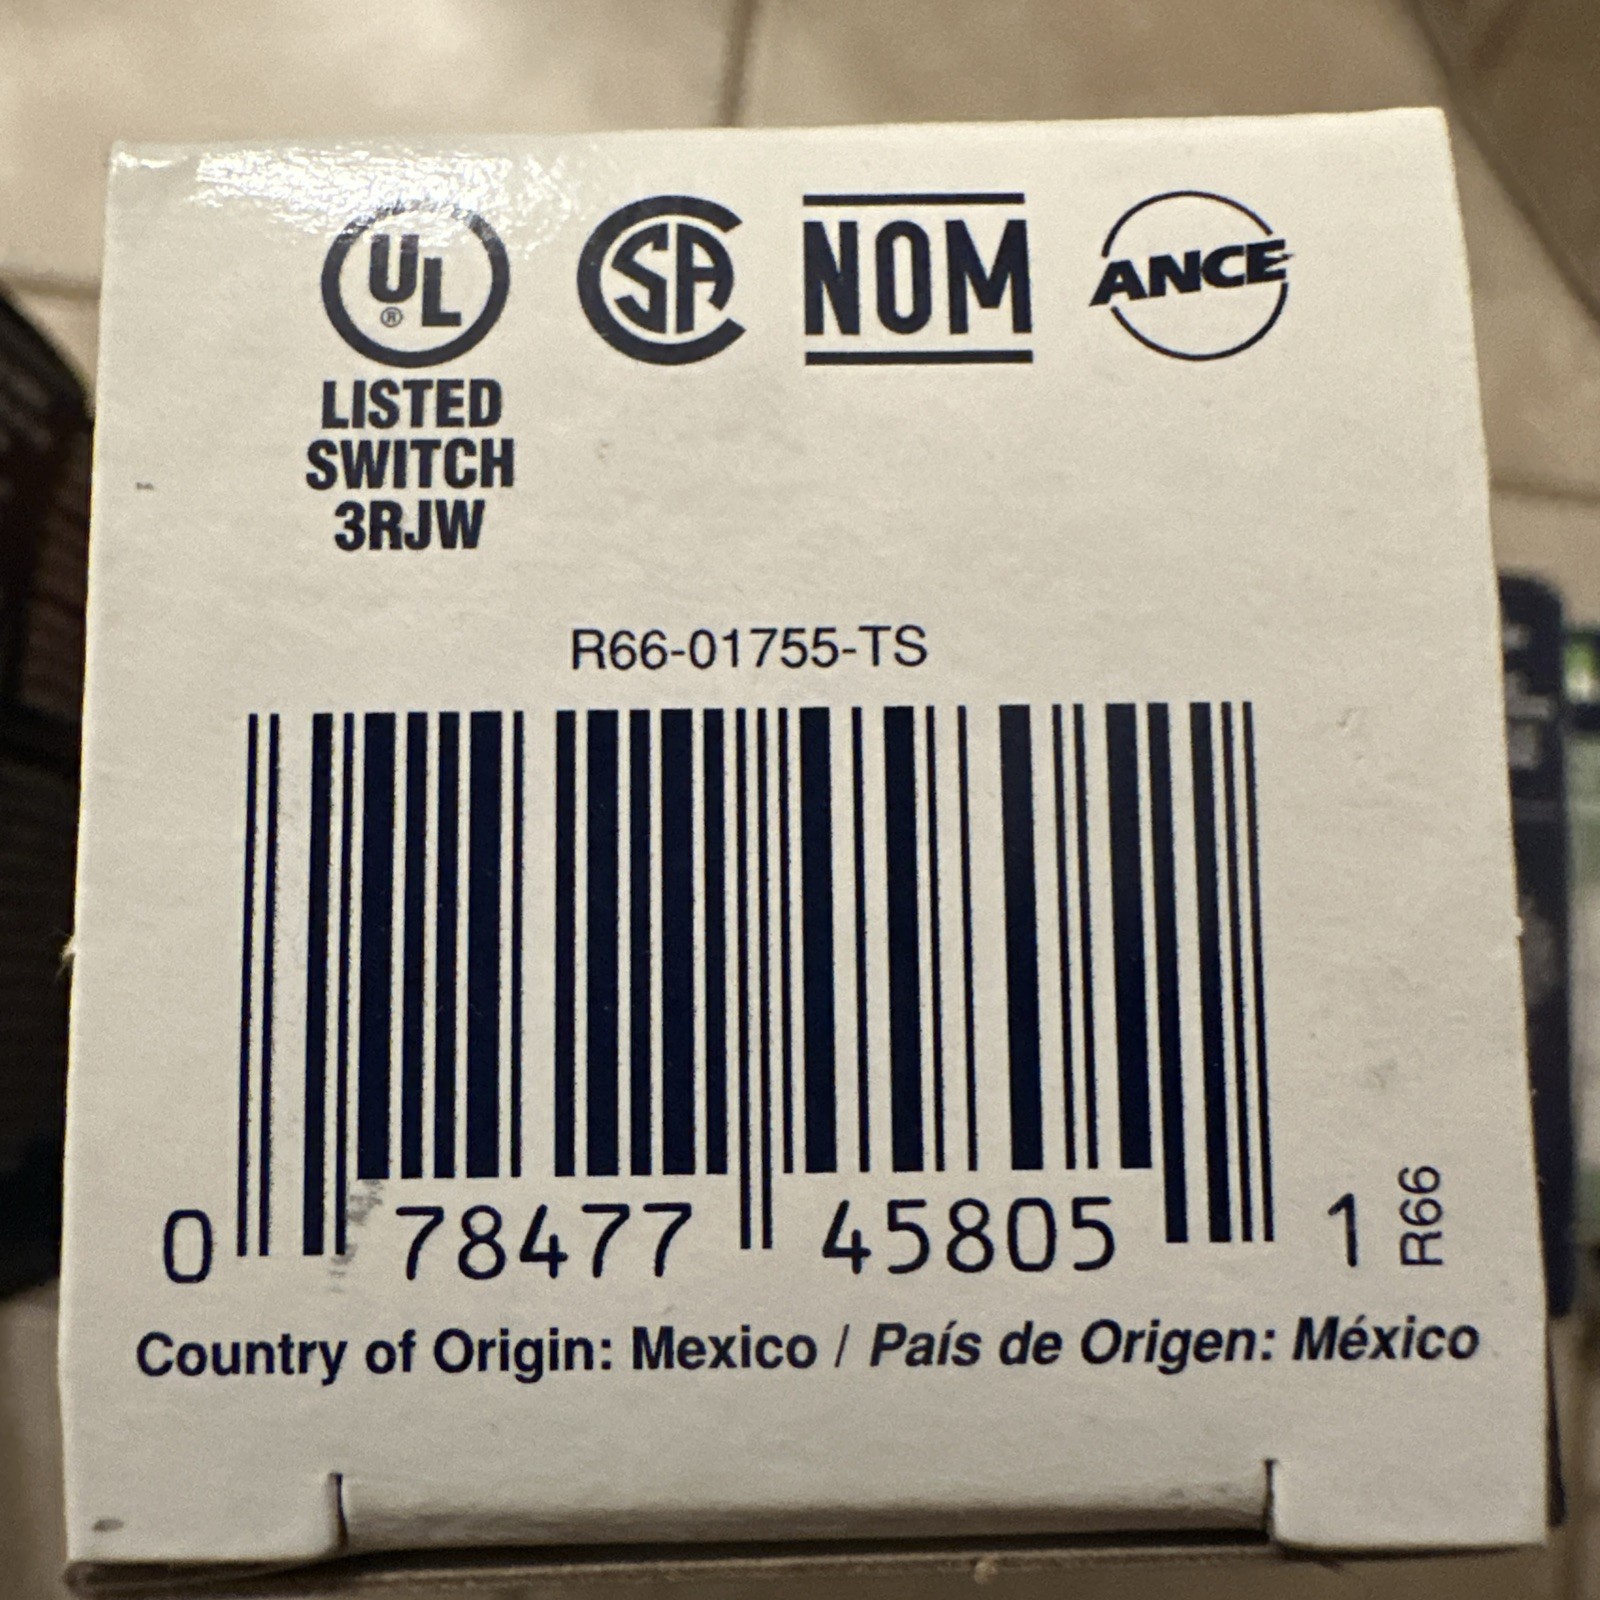 UL®
LISTED
SWITCH
3RJW
CSA
NOM
ANCE
R66-01755-TS
0 78477 45805 1
R66
Country of Origin: Mexico / País de Origen: México